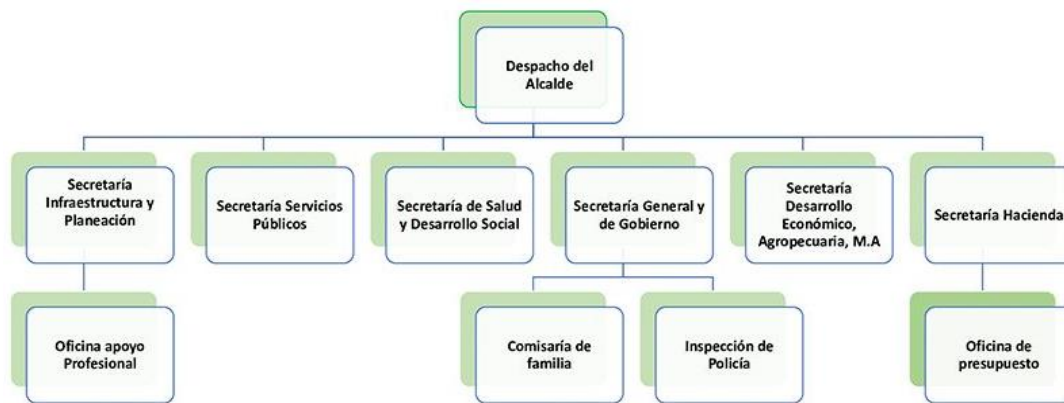 Despacho del
Alcalde
Secretaría
Infraestructura y
Planeación
Secretaría Servicios
Públicos
Secretaría de Salud
y Desarrollo Social
Secretaría General y
de Gobierno
Secretaría
Desarrollo
Económico,
Agropecuaria, M.A
Secretaría Hacienda
Oficina apoyo
Profesional
Comisaría de
familia
Inspección de
Policía
Oficina de
presupuesto